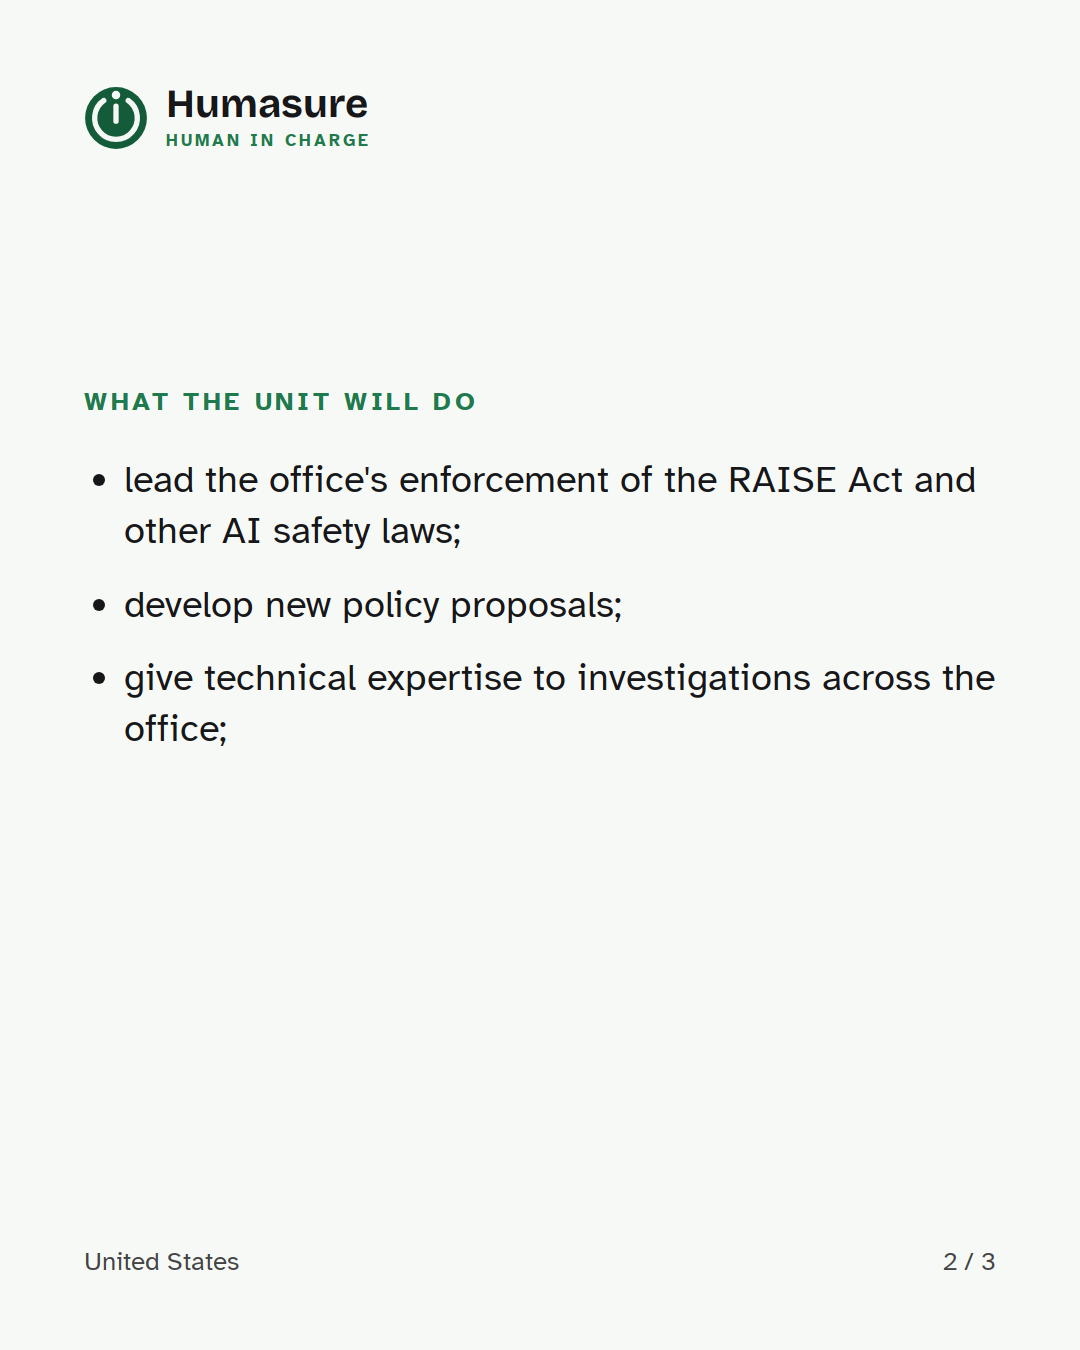 Humasure
HUMAN IN CHARGE
WHAT THE UNIT WILL DO
• lead the office's enforcement of the RAISE Act and
other AI safety laws;
• develop new policy proposals;
• give technical expertise to investigations across the
office;
United States
2 / 3